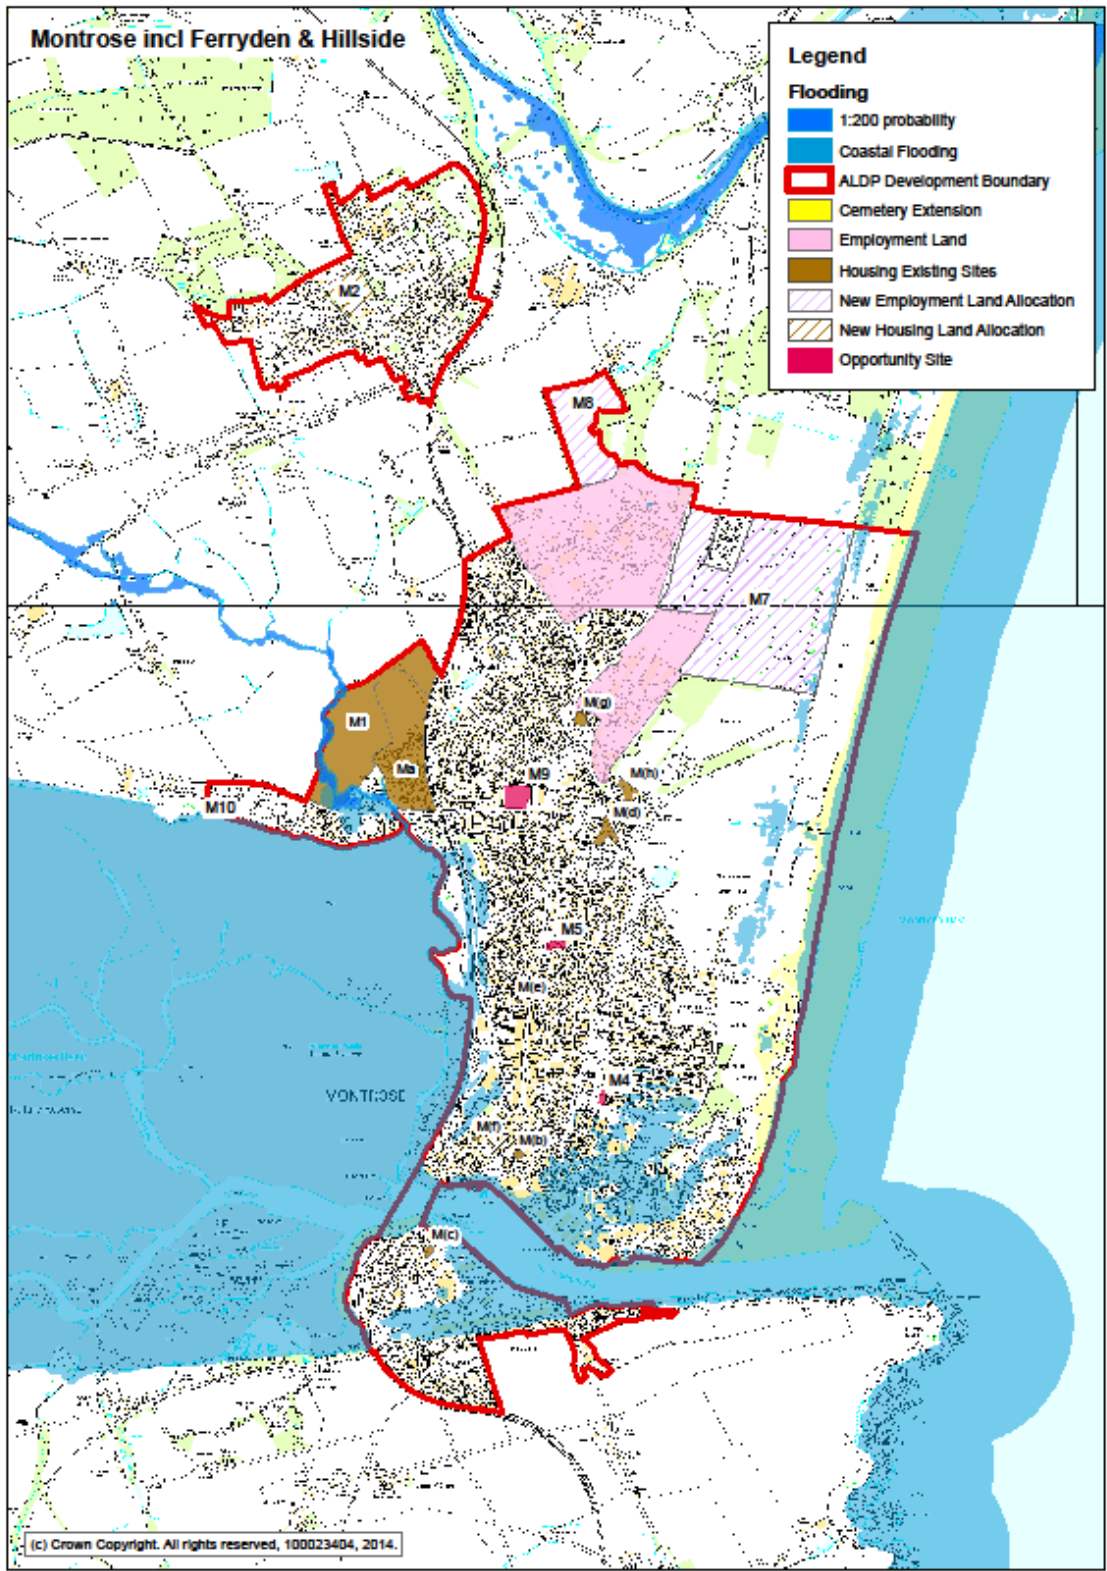 Montrose incl Ferryden & Hillside
Legend
Flooding
1:200 probability
Coastal Flooding
ALDP Development Boundary
Cemetery Extension
Employment Land
Housing Existing Sites
New Employment Land Allocation
New Housing Land Allocation
Opportunity Site
M2
M6
M7
M(g)
M1
Ma
M9
M(h)
M10
M(d)
M5
M(e)
M4
MONTROSE
M(f)
M(b)
M(c)
(c) Crown Copyright. All rights reserved, 100023404, 2014.